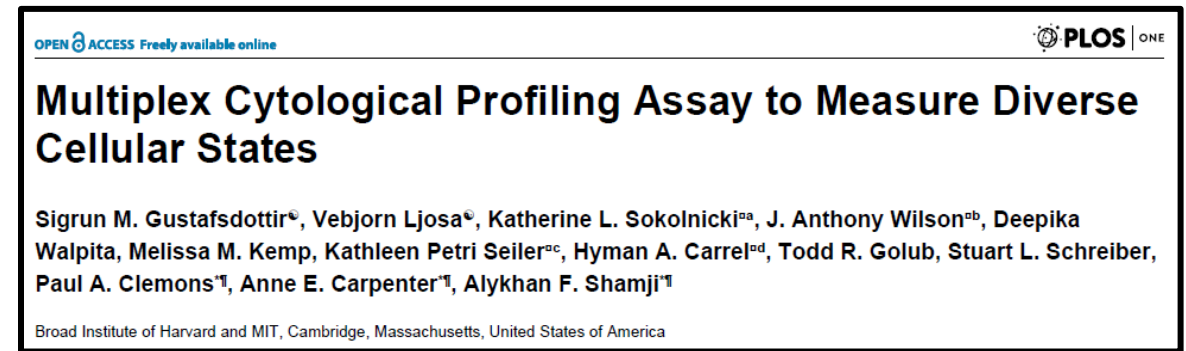 OPEN ACCESS Freely available online
PLOS | ONE
Multiplex Cytological Profiling Assay to Measure Diverse
Cellular States
Sigrun M. Gustafsdottir☯, Vebjorn Ljosa☯, Katherine L. Sokolnicki¤a, J. Anthony Wilson¤b, Deepika
Walpita, Melissa M. Kemp, Kathleen Petri Seiler¤c, Hyman A. Carrel¤d, Todd R. Golub, Stuart L. Schreiber,
Paul A. Clemons*¶, Anne E. Carpenter*¶, Alykhan F. Shamji*¶
Broad Institute of Harvard and MIT, Cambridge, Massachusetts, United States of America